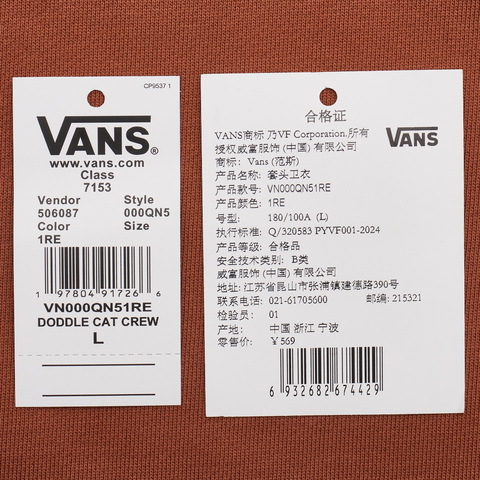 CP9537 1
VANS®
www.vans.com
Class
7153
Vendor Style
506087 000QN5
Color Size
1RE
1 97804 91726 6
VN000QN51RE
DODDLE CAT CREW
L
合格证
VANS商标 乃VF Corporation.所有
授权威富服饰(中国)有限公司
VANS
商标: Vans (范斯)
产品名称: 套头卫衣
产品款号: VN000QN51RE
产品颜色: 1RE
号型: 180/100A (L)
执行标准: Q/320583 PYVF001-2024
产品等级: 合格品
安全技术类别: B类
威富服饰(中国)有限公司
地址: 江苏省昆山市张浦镇建德路390号
联系电话: 021-61705600 邮编: 215321
检验员: 01
产地: 中国 浙江 宁波
零售价: ¥569
6 932682 674429